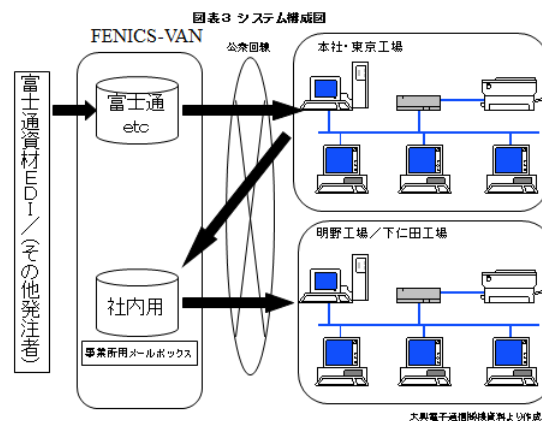 図表3 システム構成図
FENICS-VAN
公衆回線
本社・東京工場
富士通資材EDI/(その他発注者)
富士通
etc
明野工場/下仁田工場
社内用
事業所用メールボックス
大興電子通信㈱提供資料より作成